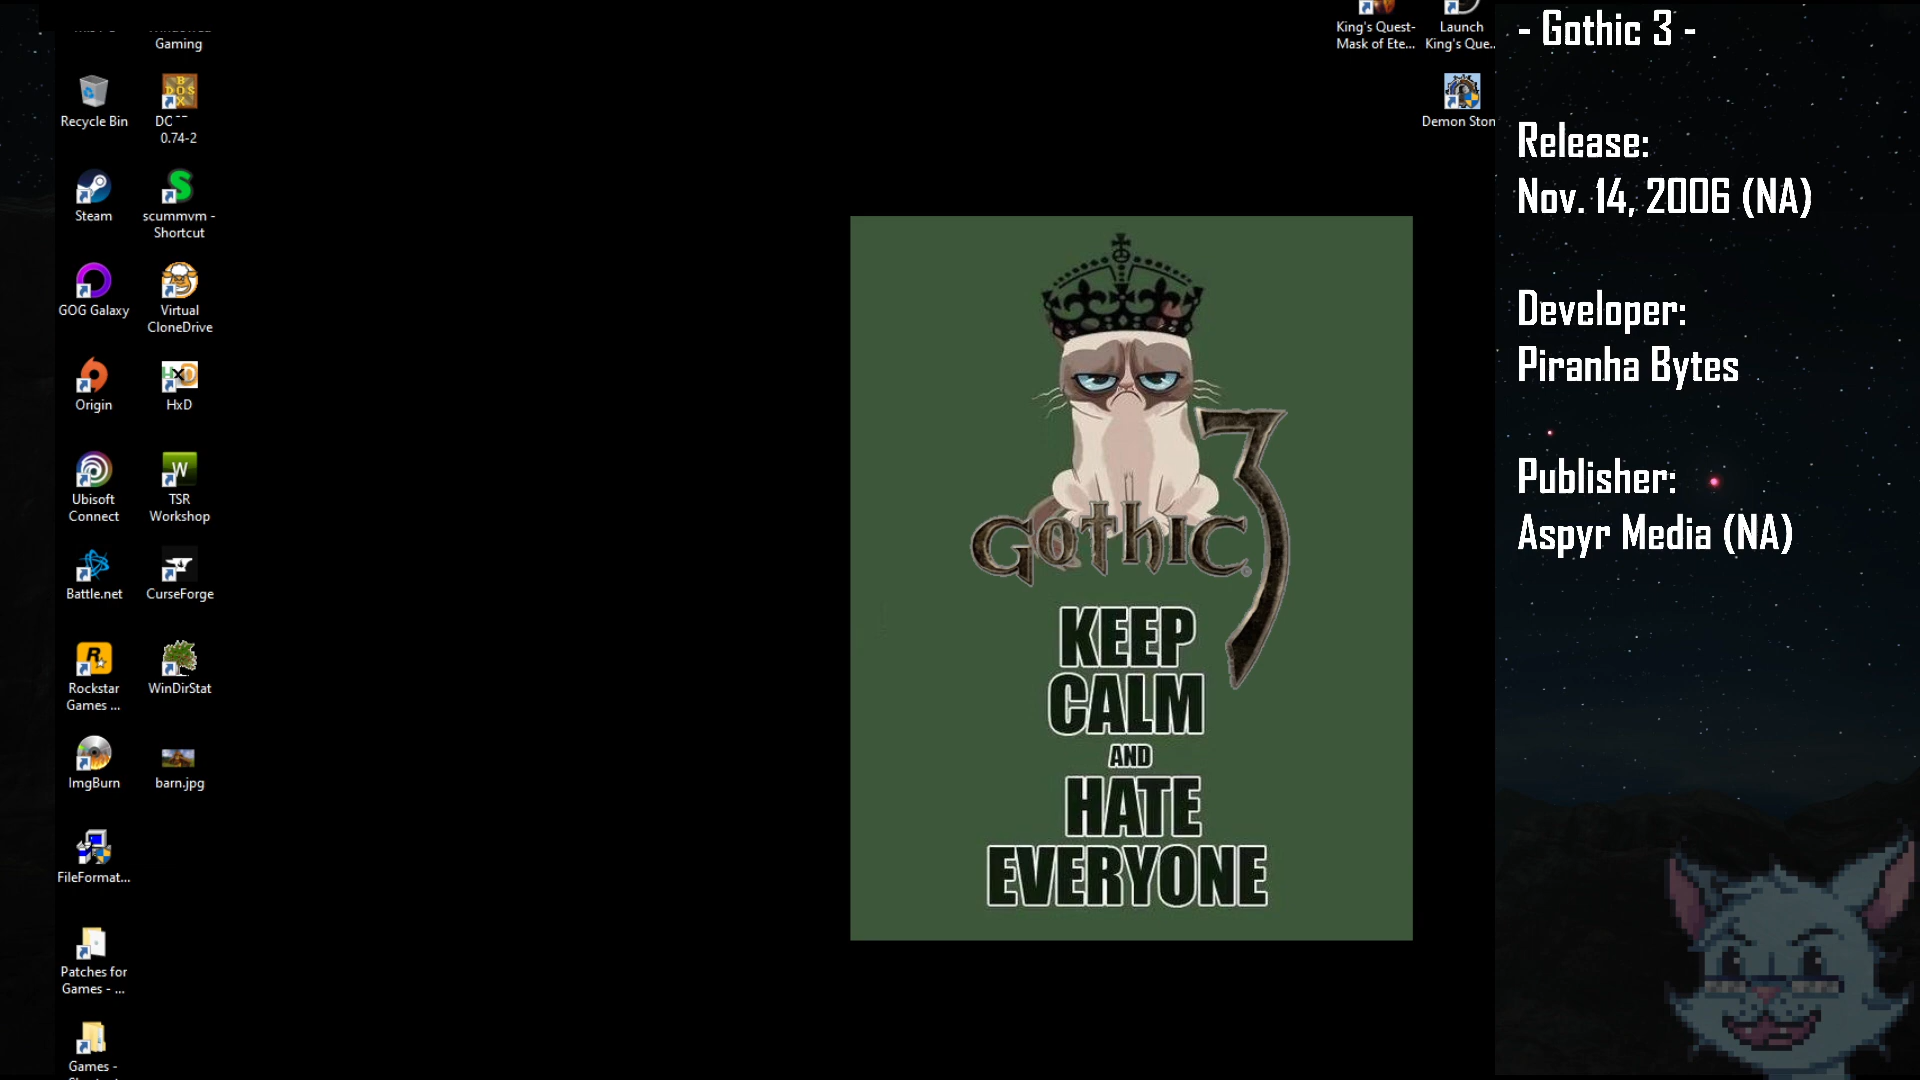 Gaming
Recycle Bin
DC
0.74-2
Steam
scummvm -
Shortcut
GOG Galaxy
Virtual
CloneDrive
Origin
HxD
Ubisoft
Connect
TSR
Workshop
Battle.net
CurseForge
Rockstar
Games ...
WinDirStat
ImgBurn
barn.jpg
FileFormat...
Patches for
Games - ...
Games -
King's Quest-
Mask of Ete...
Launch
King's Que..
Demon Ston
GOTHIC 3
KEEP
CALM
AND
HATE
EVERYONE
- Gothic 3 -
Release:
Nov. 14, 2006 (NA)
Developer:
Piranha Bytes
Publisher:
Aspyr Media (NA)